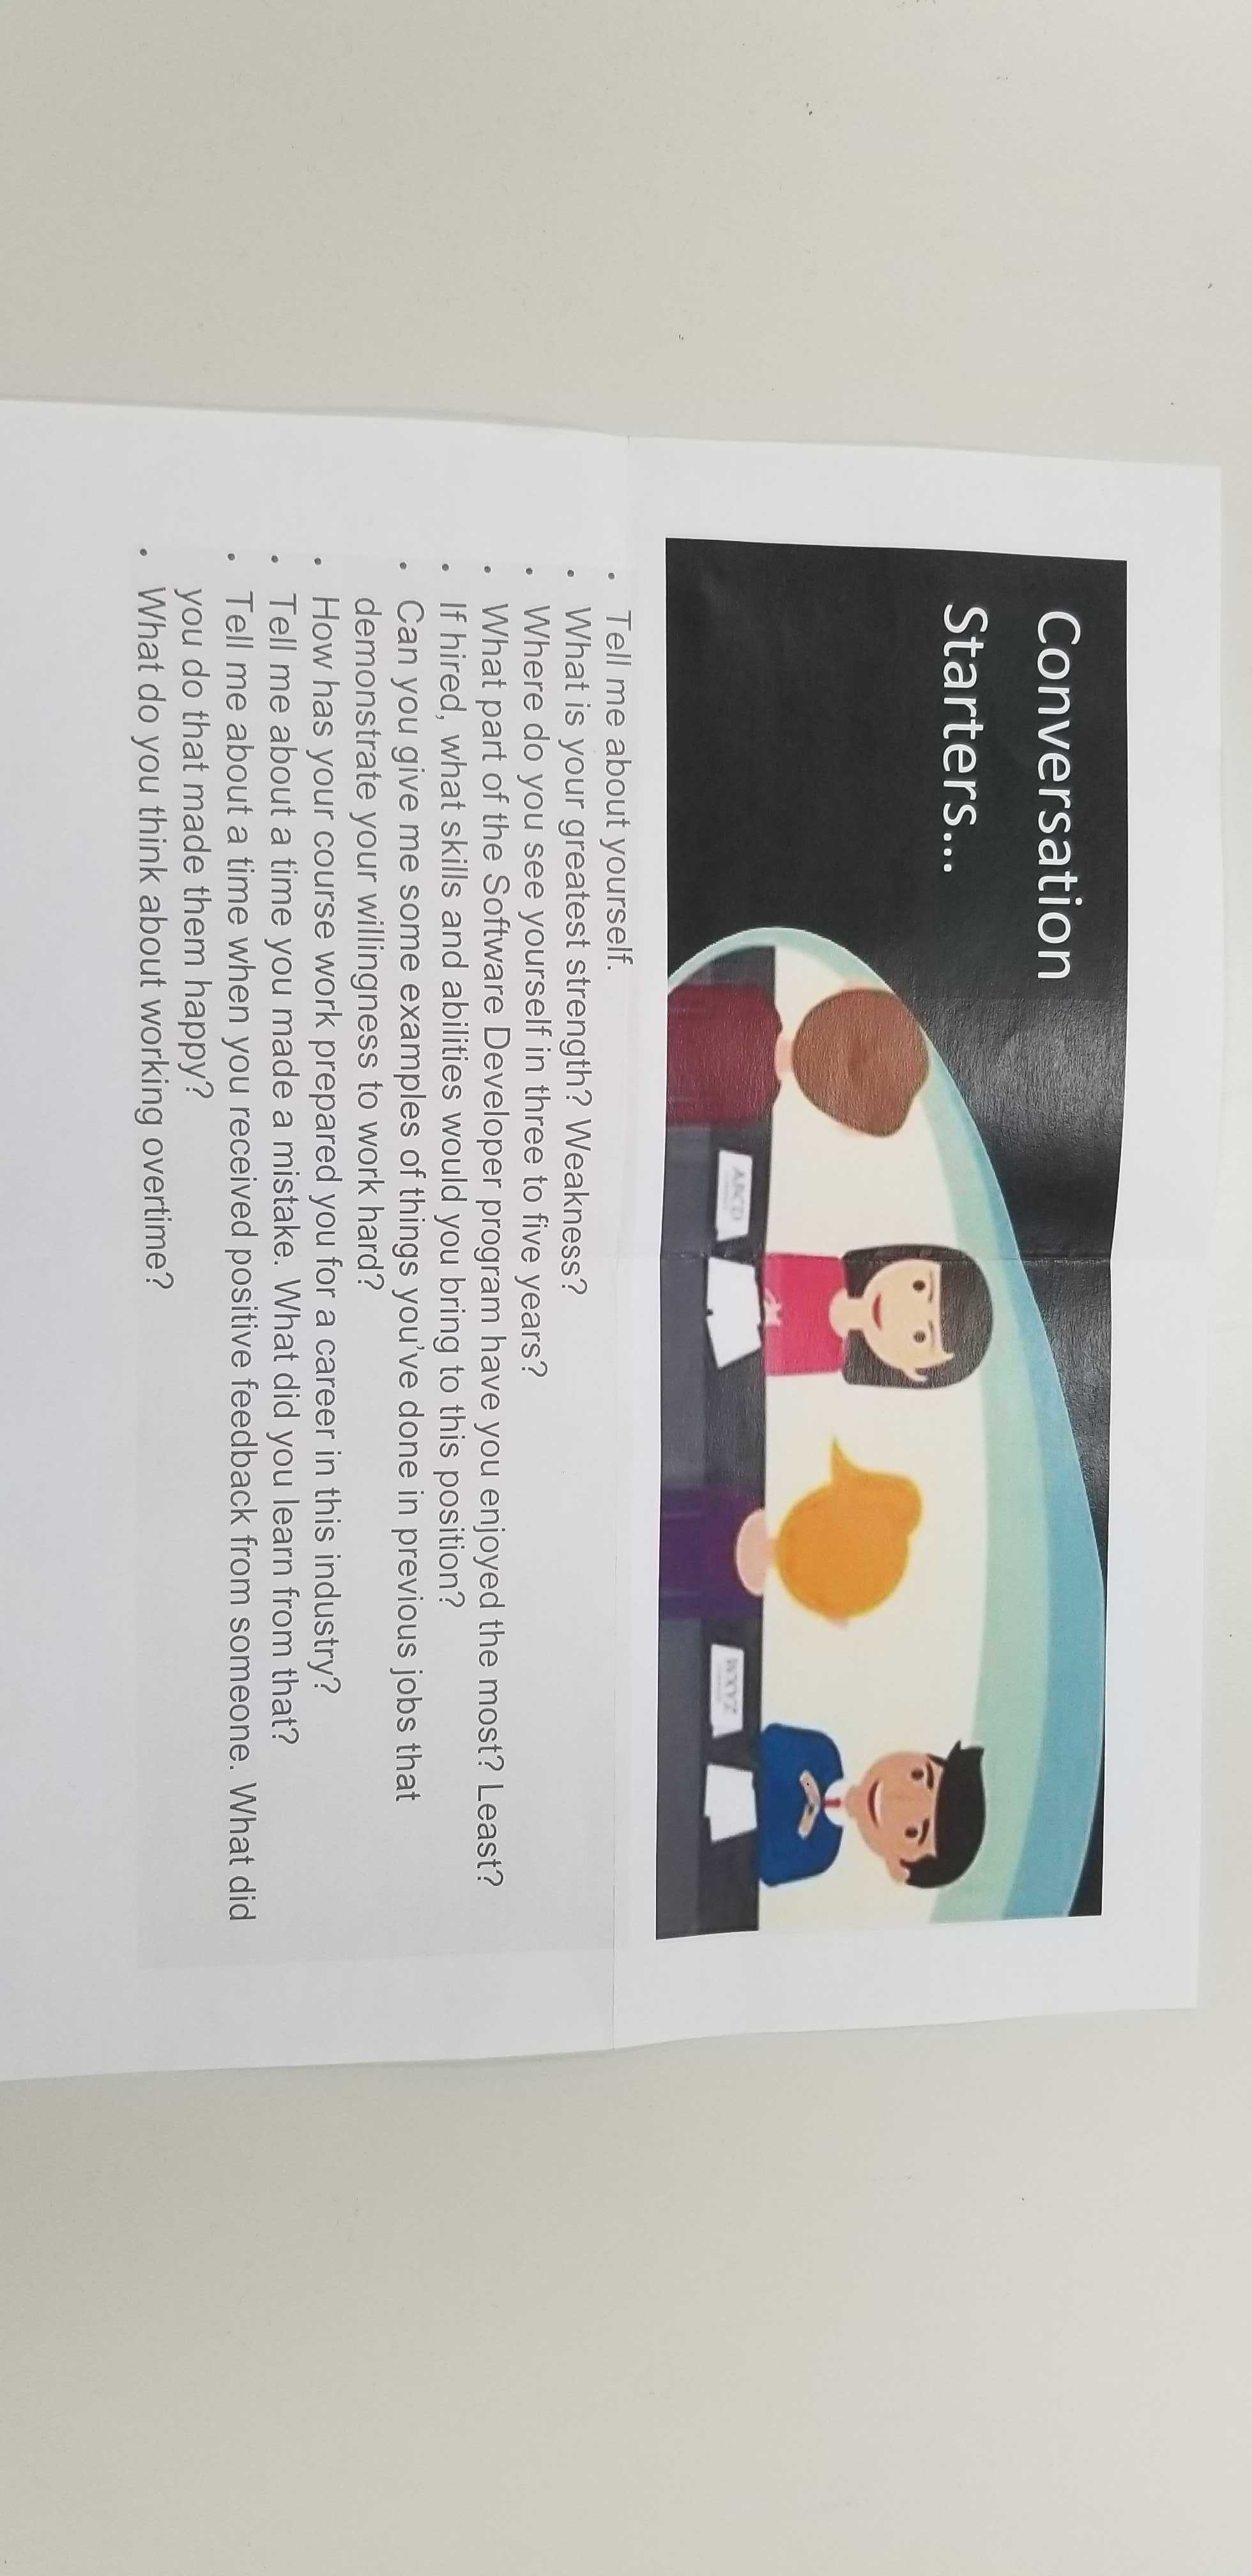 Conversation
Starters...
ABCD
WXYZ
• Tell me about yourself.
• What is your greatest strength? Weakness?
• Where do you see yourself in three to five years?
• What part of the Software Developer program have you enjoyed the most? Least?
• If hired, what skills and abilities would you bring to this position?
• Can you give me some examples of things you've done in previous jobs that
demonstrate your willingness to work hard?
• How has your course work prepared you for a career in this industry?
• Tell me about a time you made a mistake. What did you learn from that?
• Tell me about a time when you received positive feedback from someone. What did
you do that made them happy?
• What do you think about working overtime?